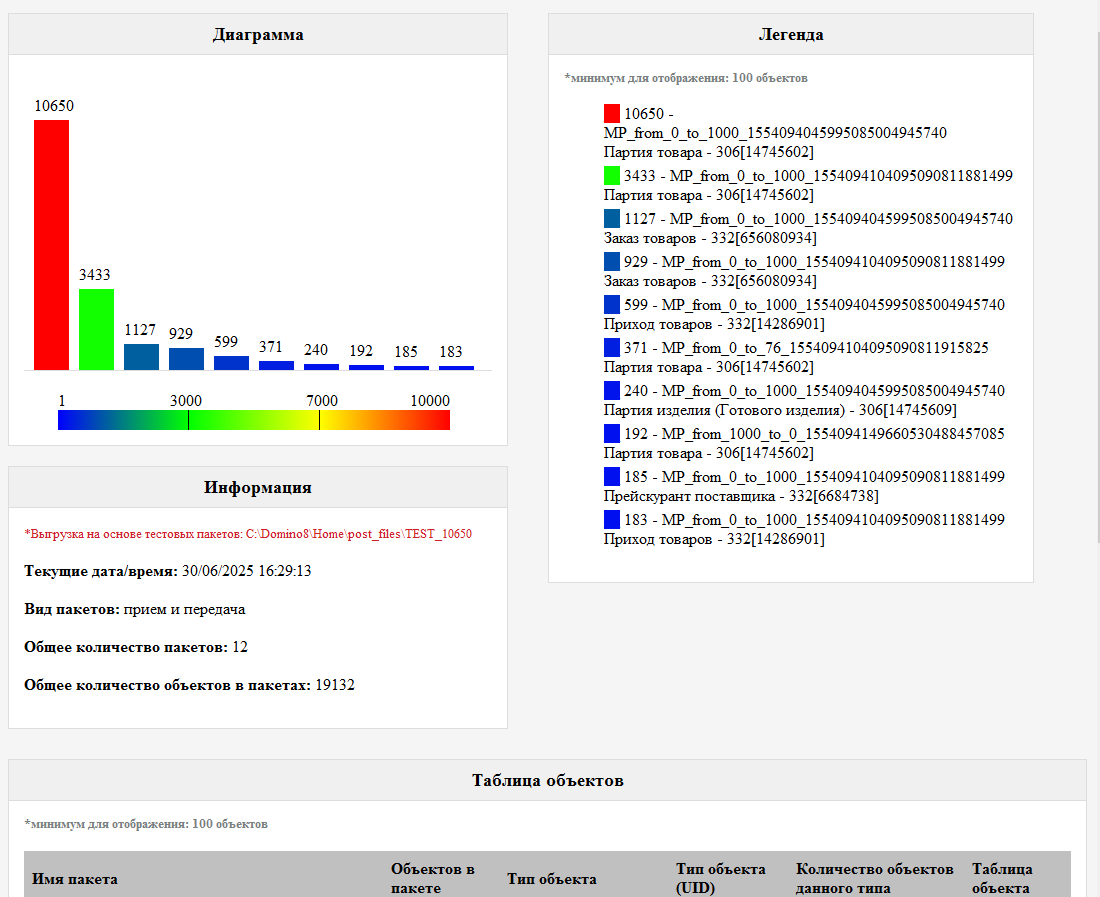 Диаграмма
10650
3433
1127
929
599
371
240
192
185
183
1
3000
7000
10000
Информация
*Выгрузка на основе тестовых пакетов: C:\Domino8\Home\post_files\TEST_10650
Текущие дата/время: 30/06/2025 16:29:13
Вид пакетов: прием и передача
Общее количество пакетов: 12
Общее количество объектов в пакетах: 19132
Легенда
*минимум для отображения: 100 объектов
10650 -
MP_from_0_to_1000_1554094045995085004945740
Партия товара - 306[14745602]
3433 - MP_from_0_to_1000_1554094104095090811881499
Партия товара - 306[14745602]
1127 - MP_from_0_to_1000_1554094045995085004945740
Заказ товаров - 332[656080934]
929 - MP_from_0_to_1000_1554094104095090811881499
Заказ товаров - 332[656080934]
599 - MP_from_0_to_1000_1554094045995085004945740
Приход товаров - 332[14286901]
371 - MP_from_0_to_76_1554094104095090811915825
Партия товара - 306[14745602]
240 - MP_from_0_to_1000_1554094045995085004945740
Партия изделия (Готового изделия) - 306[14745609]
192 - MP_from_1000_to_0_1554094149660530488457085
Партия товара - 306[14745602]
185 - MP_from_0_to_1000_1554094104095090811881499
Прейскурант поставщика - 332[6684738]
183 - MP_from_0_to_1000_1554094104095090811881499
Приход товаров - 332[14286901]
Таблица объектов
*минимум для отображения: 100 объектов
Имя пакета
Объектов в
пакете
Тип объекта
Тип объекта
(UID)
Количество объектов
данного типа
Таблица
объекта